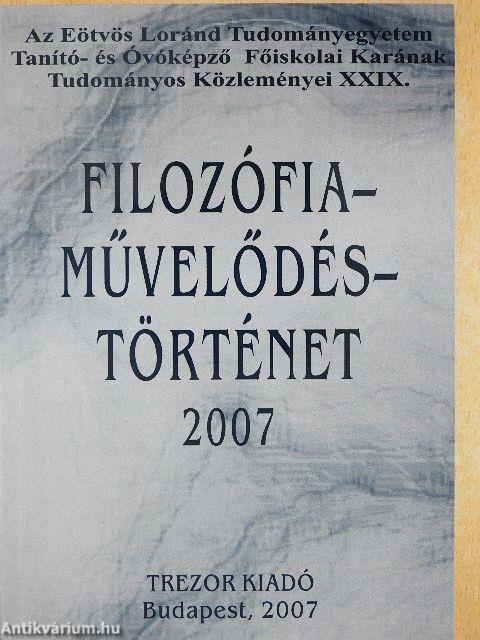 Az Eötvös Loránd Tudományegyetem
Tanító- és Óvóképző Főiskolai Karának
Tudományos Közleményei XXIX.
FILOZÓFIA–
MŰVELŐDÉS–
TÖRTÉNET
2007
TREZOR KIADÓ
Budapest, 2007
Antikvárium.hu